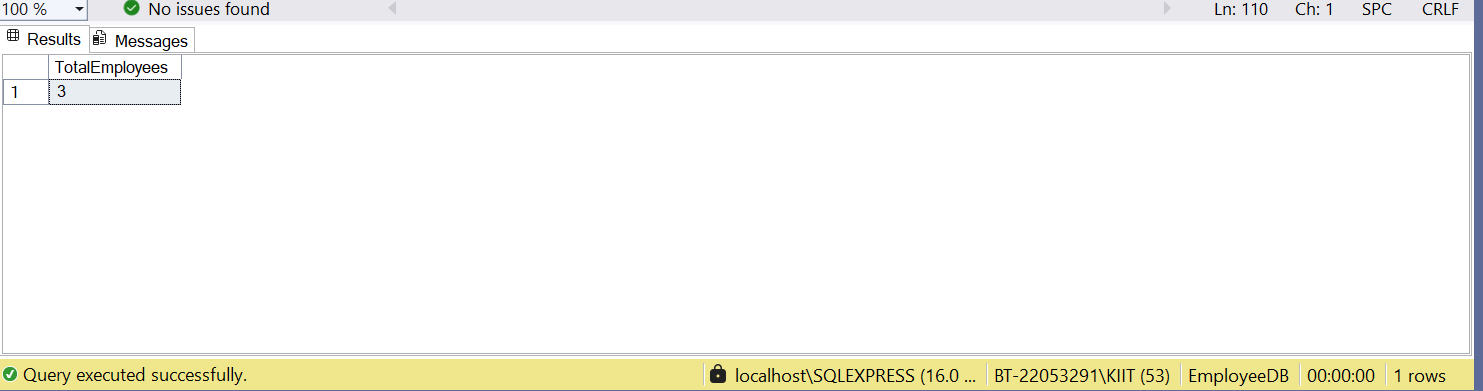 100 % No issues found Ln: 110 Ch: 1 SPC CRLF
Results Messages
TotalEmployees
1 3
Query executed successfully. localhost\SQLEXPRESS (16.0 ... BT-22053291\KIIT (53) EmployeeDB 00:00:00 1 rows